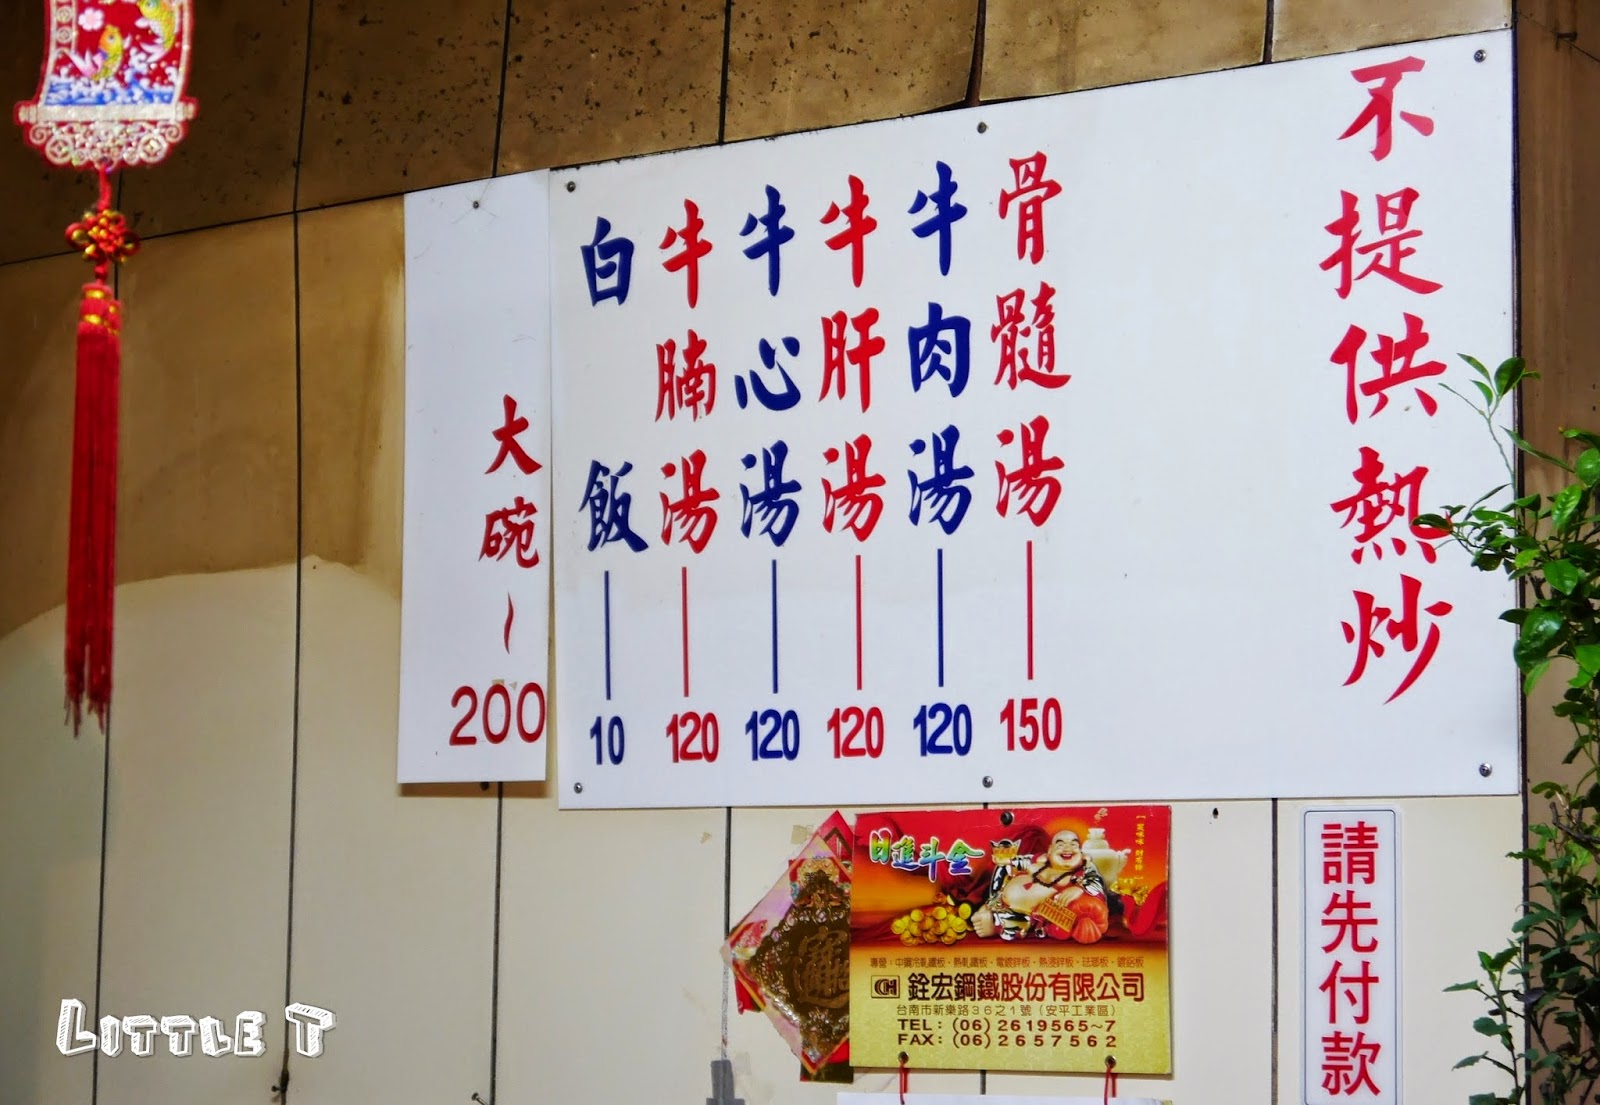 不提供熱炒
骨髓湯 150
牛肉湯 120
牛肝湯 120
牛心湯 120
牛腩湯 120
白飯 10
大碗~200
請先付款
日進斗金
銓宏鋼鐵股份有限公司
台南市新樂路36之1號(安平工業區)
TEL:(06)2619565~7
FAX:(06)2657562
LITTLE T